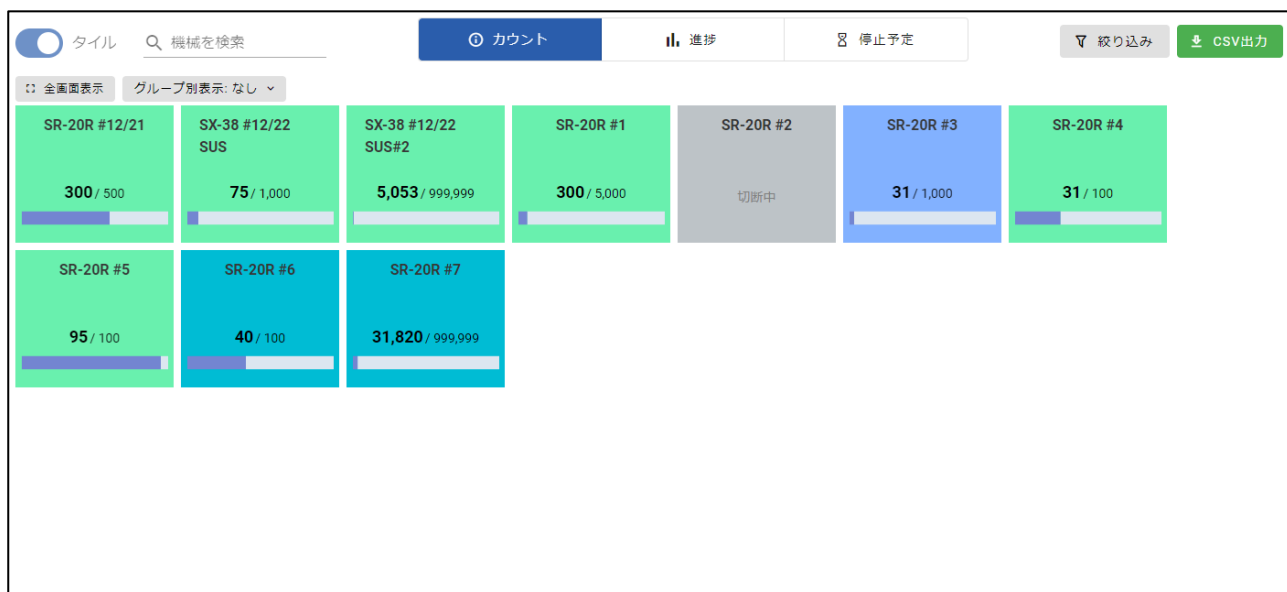 タイル
機械を検索
カウント
進捗
停止予定
絞り込み
CSV出力
全画面表示
グループ別表示: なし
SR-20R #12/21
300 / 500
SX-38 #12/22
SUS
75 / 1,000
SX-38 #12/22
SUS#2
5,053 / 999,999
SR-20R #1
300 / 5,000
SR-20R #2
切断中
SR-20R #3
31 / 1,000
SR-20R #4
31 / 100
SR-20R #5
95 / 100
SR-20R #6
40 / 100
SR-20R #7
31,820 / 999,999